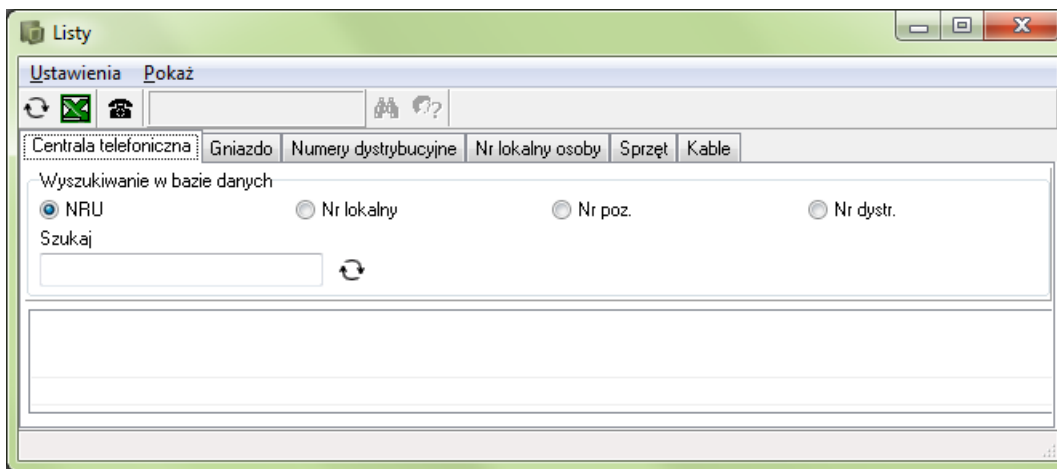 Listy
Ustawienia Pokaż
Centrala telefoniczna Gniazdo Numery dystrybucyjne Nr lokalny osoby Sprzęt Kable
Wyszukiwanie w bazie danych
NRU Nr lokalny Nr poz. Nr dystr.
Szukaj